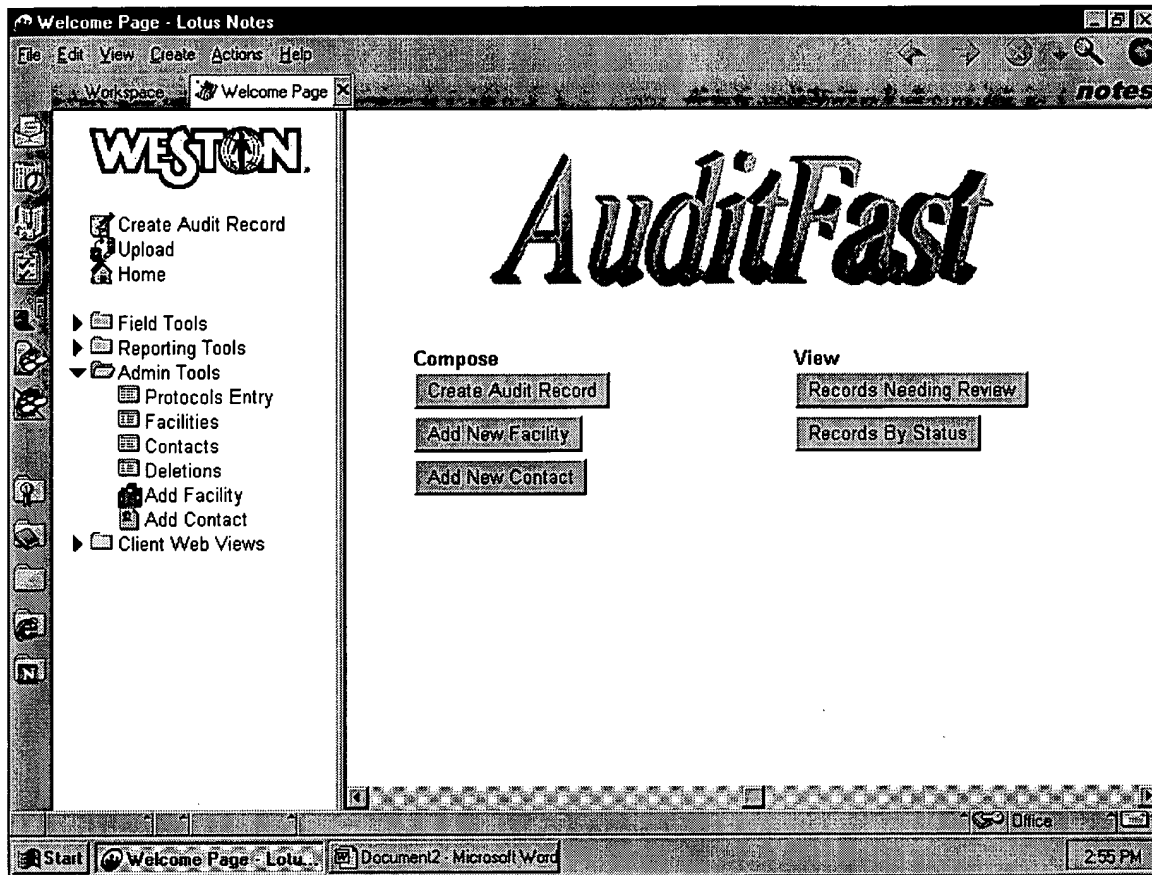 Welcome Page - Lotus Notes
File Edit View Create Actions Help
Workspace Welcome Page notes
WESTON.
AuditFast
Create Audit Record
Upload
Home
Field Tools
Reporting Tools
Admin Tools
Protocols Entry
Facilities
Contacts
Deletions
Add Facility
Add Contact
Client Web Views
Compose
Create Audit Record
Add New Facility
Add New Contact
View
Records Needing Review
Records By Status
Office
Start Welcome Page - Lotu... Document2 - Microsoft Word 2:55 PM